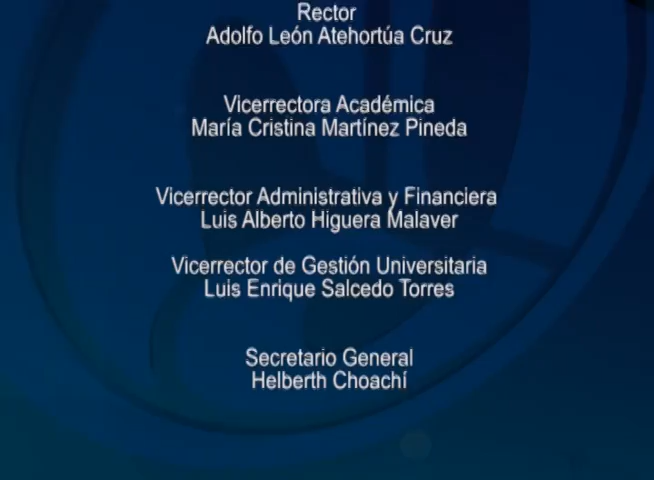 Rector
Adolfo León Atehortúa Cruz
Vicerrectora Académica
María Cristina Martínez Pineda
Vicerrector Administrativa y Financiera
Luis Alberto Higuera Malaver
Vicerrector de Gestión Universitaria
Luis Enrique Salcedo Torres
Secretario General
Helberth Choachí